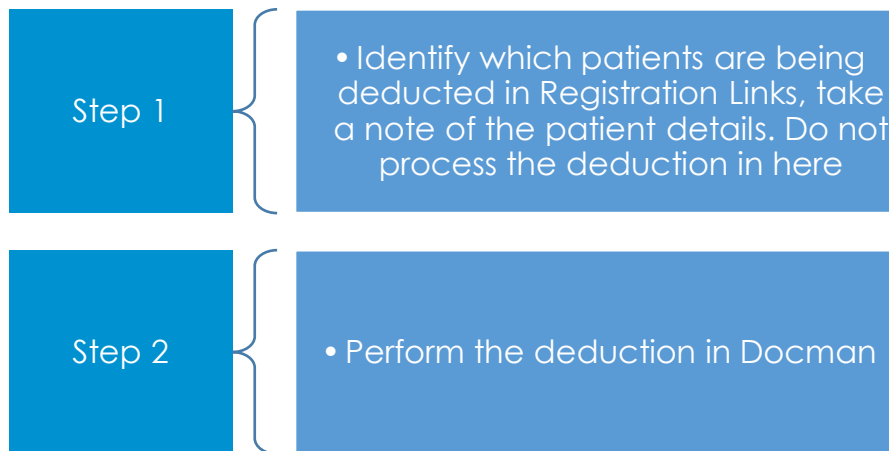 Step 1
• Identify which patients are being
deducted in Registration Links, take
a note of the patient details. Do not
process the deduction in here
Step 2
• Perform the deduction in Docman